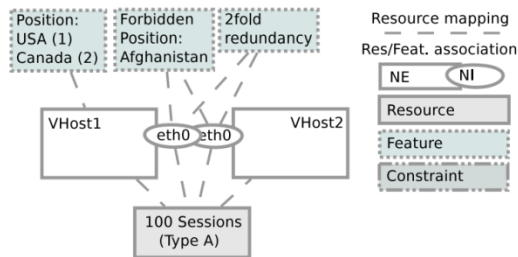 Position:
USA (1)
Canada (2)
Forbidden
Position:
Afghanistan
2fold
redundancy
Resource mapping
Res/Feat. association
NE
NI
Resource
Feature
Constraint
VHost1
eth0
eth0
VHost2
100 Sessions
(Type A)